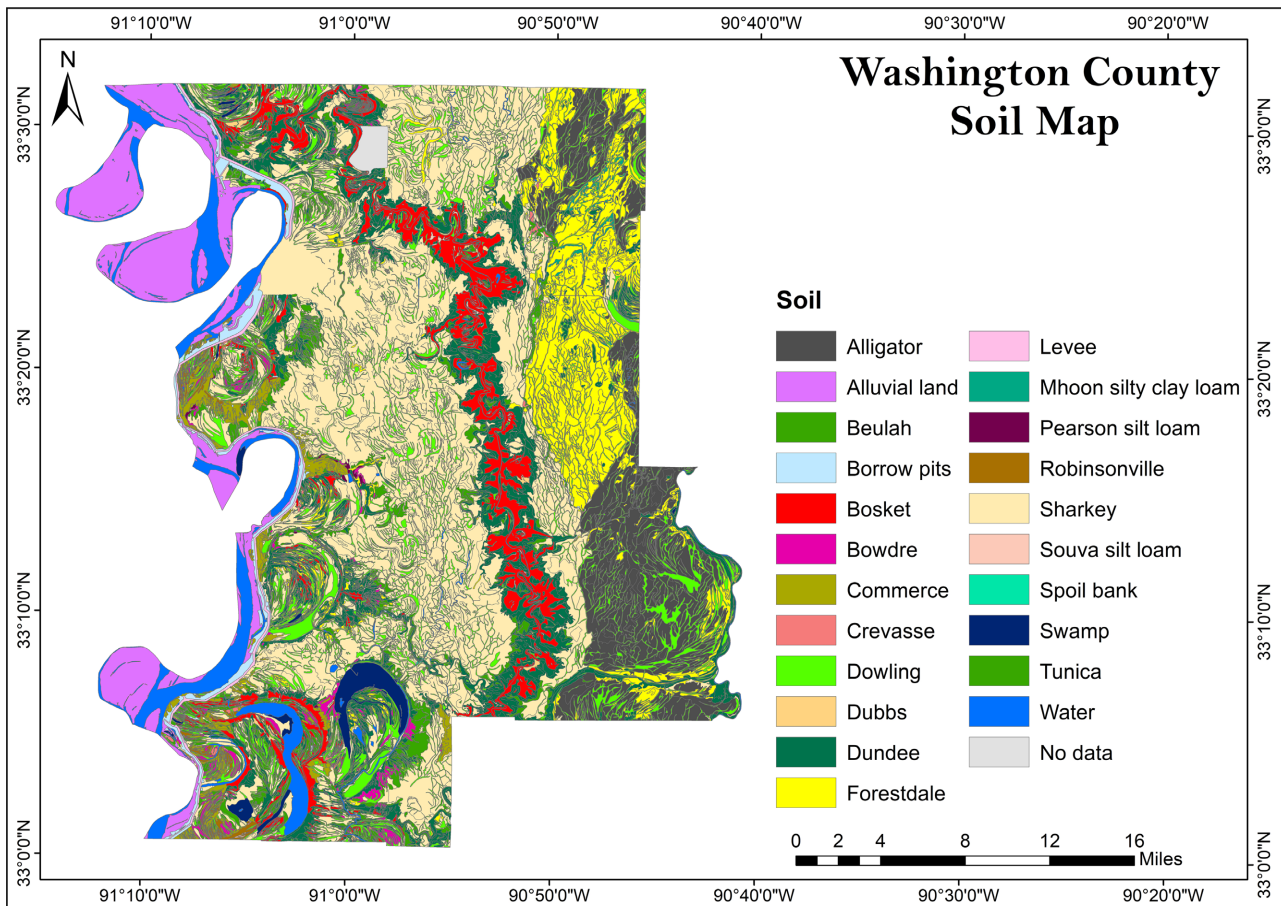 91°10'0"W 91°0'0"W 90°50'0"W 90°40'0"W 90°30'0"W 90°20'0"W
N
Washington County
Soil Map
33°30'0"N
33°20'0"N
33°10'0"N
33°0'0"N
33°30'0"N
33°20'0"N
33°10'0"N
33°0'0"N
Soil
Alligator
Alluvial land
Beulah
Borrow pits
Bosket
Bowdre
Commerce
Crevasse
Dowling
Dubbs
Dundee
Forestdale
Levee
Mhoon silty clay loam
Pearson silt loam
Robinsonville
Sharkey
Souva silt loam
Spoil bank
Swamp
Tunica
Water
No data
0 2 4 8 12 16
Miles
91°10'0"W 91°0'0"W 90°50'0"W 90°40'0"W 90°30'0"W 90°20'0"W